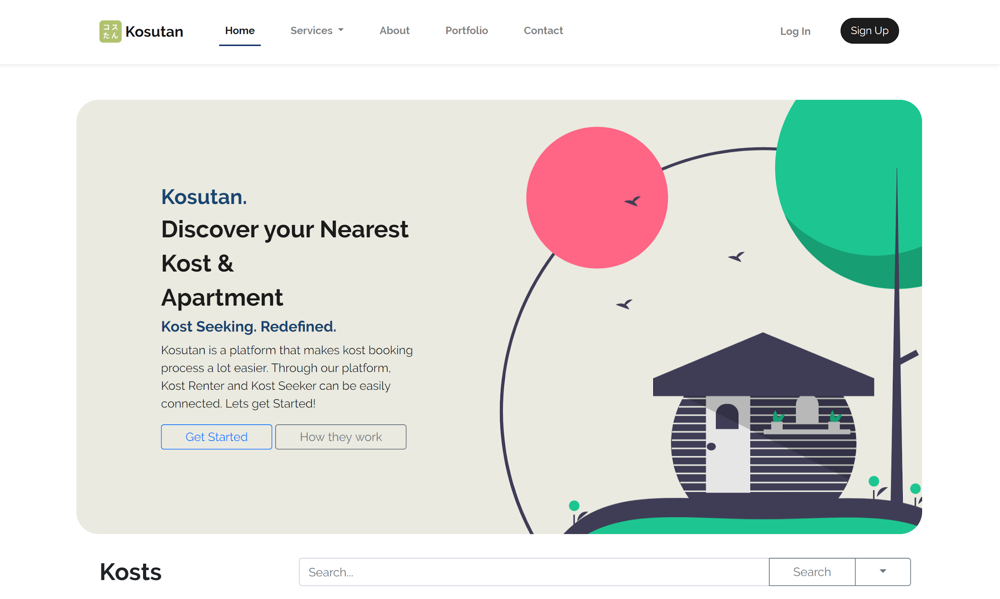 コス
たん
Kosutan
Home
Services
About
Portfolio
Contact
Log In
Sign Up
Kosutan.
Discover your Nearest
Kost &
Apartment
Kost Seeking. Redefined.
Kosutan is a platform that makes kost booking
process a lot easier. Through our platform,
Kost Renter and Kost Seeker can be easily
connected. Lets get Started!
Get Started
How they work
Kosts
Search...
Search